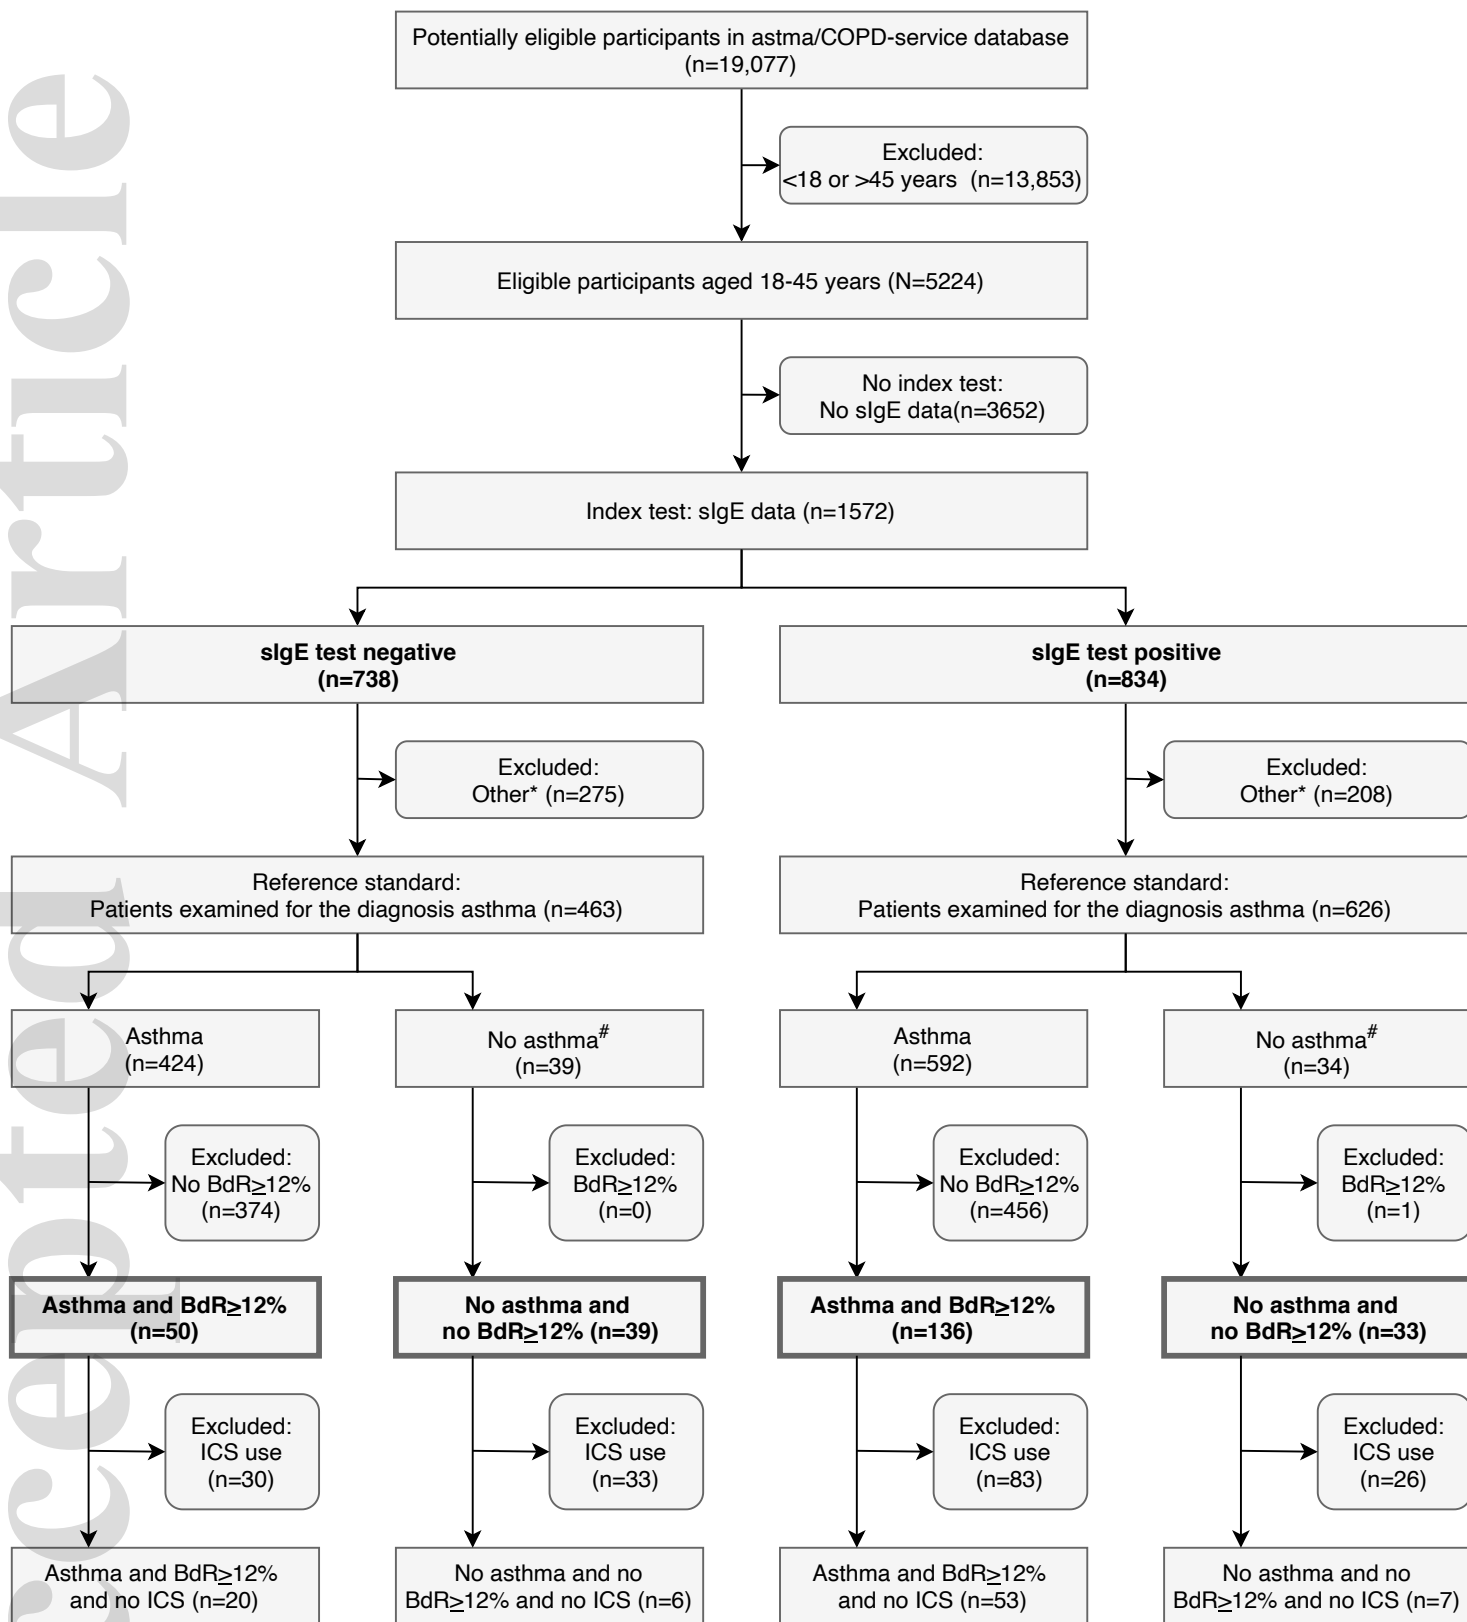 Potentially eligible participants in astma/COPD-service database
(n=19,077)
Excluded:
<18 or >45 years (n=13,853)
Eligible participants aged 18-45 years (N=5224)
No index test:
No sIgE data(n=3652)
Index test: sIgE data (n=1572)
sIgE test negative
(n=738)
sIgE test positive
(n=834)
Excluded:
Other* (n=275)
Excluded:
Other* (n=208)
Reference standard:
Patients examined for the diagnosis asthma (n=463)
Reference standard:
Patients examined for the diagnosis asthma (n=626)
Asthma
(n=424)
No asthma#
(n=39)
Asthma
(n=592)
No asthma#
(n=34)
Excluded:
No BdR≥12%
(n=374)
Excluded:
BdR≥12%
(n=0)
Excluded:
No BdR≥12%
(n=456)
Excluded:
BdR≥12%
(n=1)
Asthma and BdR≥12%
(n=50)
No asthma and
no BdR≥12% (n=39)
Asthma and BdR≥12%
(n=136)
No asthma and
no BdR≥12% (n=33)
Excluded:
ICS use
(n=30)
Excluded:
ICS use
(n=33)
Excluded:
ICS use
(n=83)
Excluded:
ICS use
(n=26)
Asthma and BdR≥12%
and no ICS (n=20)
No asthma and no
BdR≥12% and no ICS (n=6)
Asthma and BdR≥12%
and no ICS (n=53)
No asthma and no
BdR≥12% and no ICS (n=7)
cepted Article